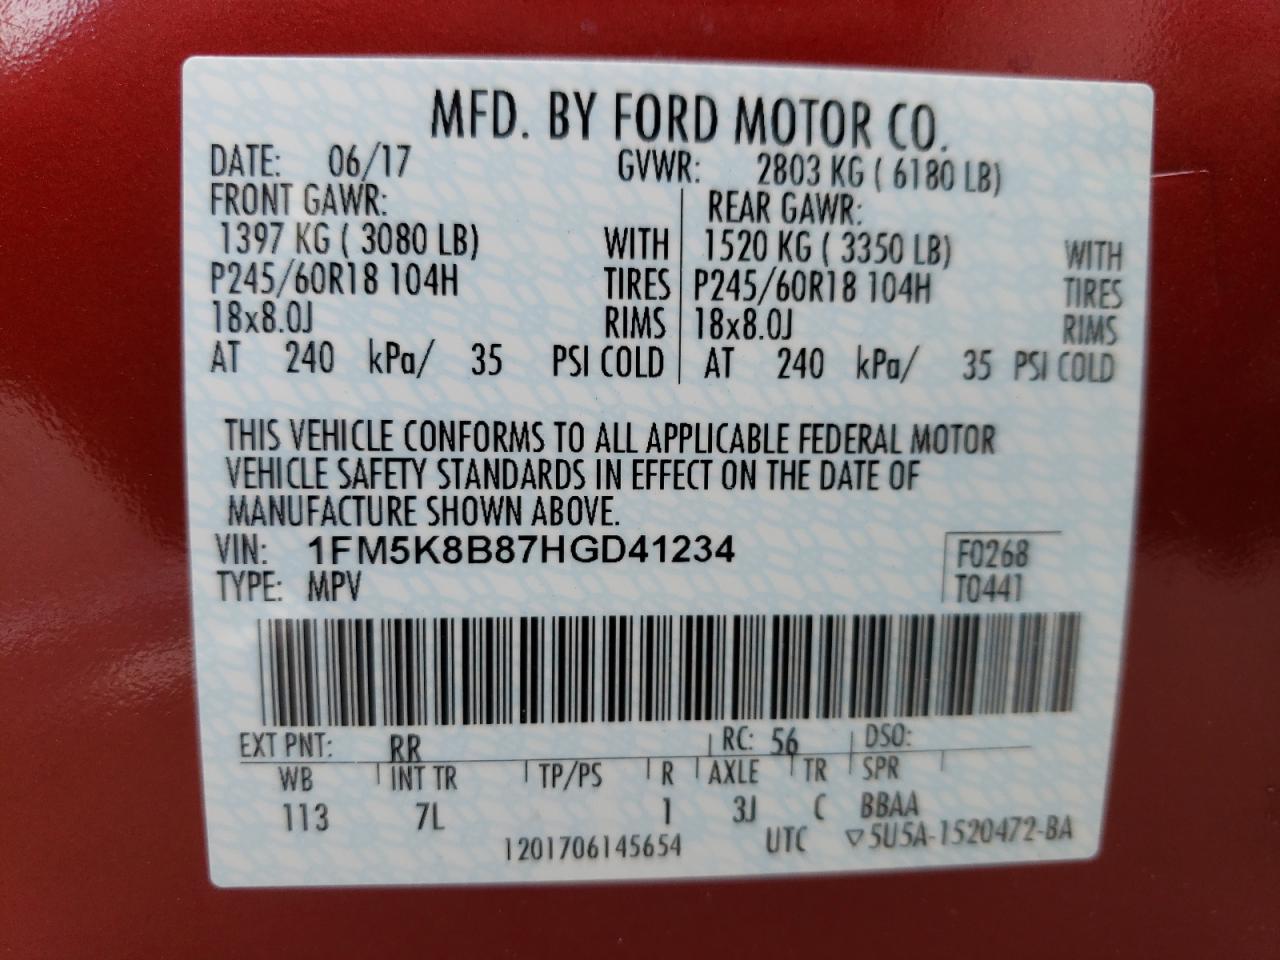 MFD. BY FORD MOTOR CO.
DATE: 06/17 GVWR: 2803 KG ( 6180 LB)
FRONT GAWR: REAR GAWR:
1397 KG ( 3080 LB) WITH 1520 KG ( 3350 LB) WITH
P245/60R18 104H TIRES P245/60R18 104H TIRES
18x8.0J RIMS 18x8.0J RIMS
AT 240 kPa/ 35 PSI COLD AT 240 kPa/ 35 PSI COLD
THIS VEHICLE CONFORMS TO ALL APPLICABLE FEDERAL MOTOR
VEHICLE SAFETY STANDARDS IN EFFECT ON THE DATE OF
MANUFACTURE SHOWN ABOVE.
VIN: 1FM5K8B87HGD41234 F0268
TYPE: MPV T0441
EXT PNT: RR RC: 56 DSO:
WB INT TR TP/PS R AXLE TR SPR
113 7L 1 3J C BBAA
1201706145654 UTC ▽5U5A-1520472-BA